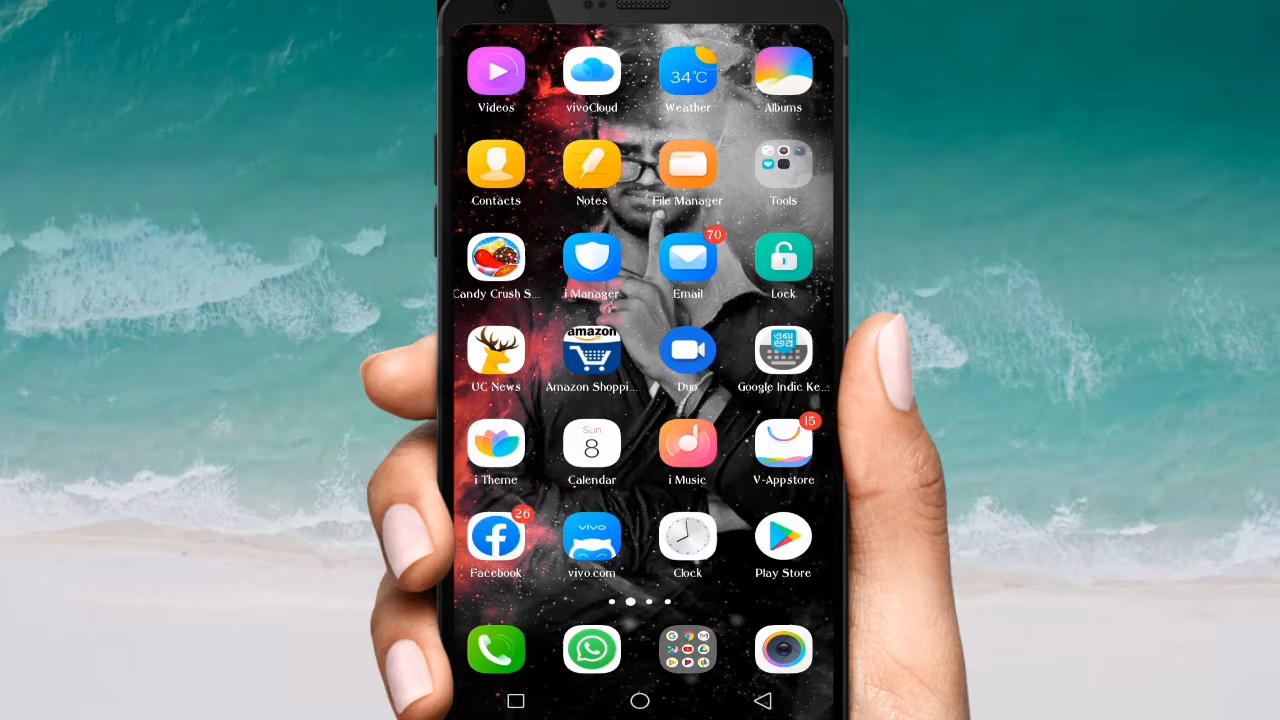 34°C
Videos
vivoCloud
Weather
Albums
Contacts
Notes
File Manager
Tools
70
Candy Crush S...
i Manager
Email
Lock
amazon
UC News
Amazon Shoppi...
Duo
Google Indic Ke...
Sun
8
15
i Theme
Calendar
i Music
V-Appstore
26
vivo
Facebook
vivo.com
Clock
Play Store